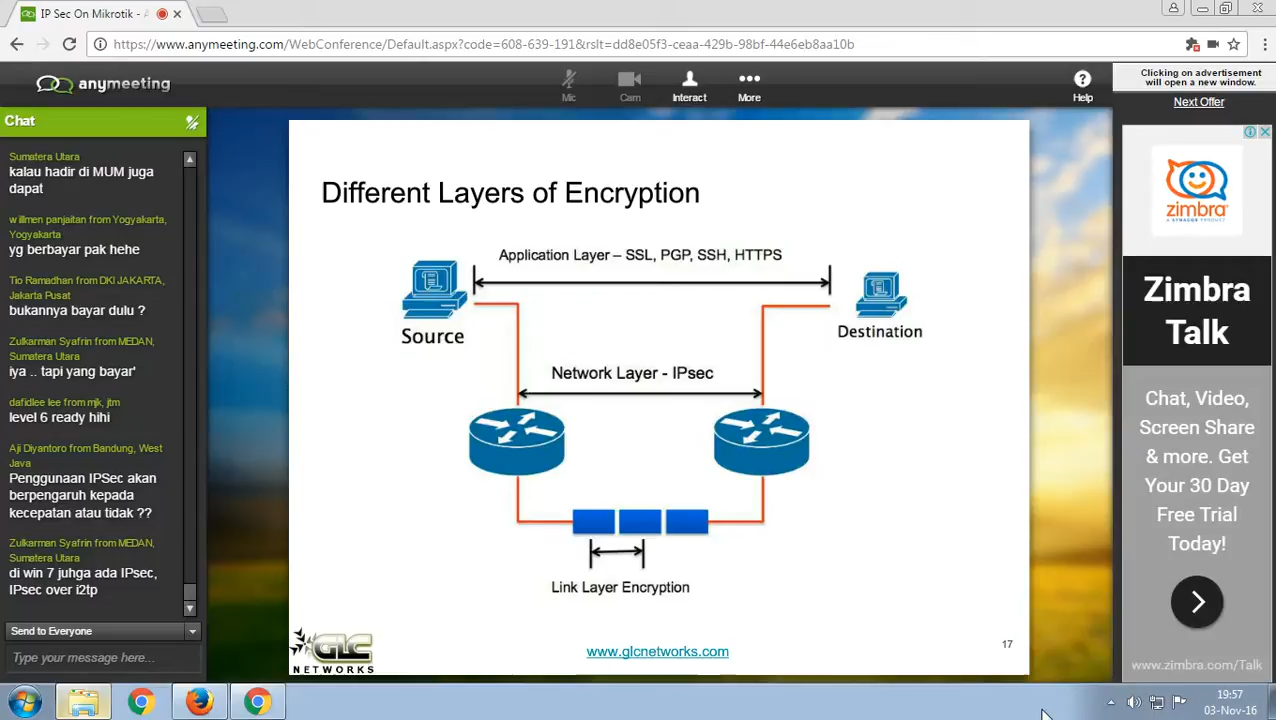 IP Sec On Mikrotik - A
https://www.anymeeting.com/WebConference/Default.aspx?code=608-639-191&rslt=dd8e05f3-ceaa-429b-98bf-44e6eb8aa10b
anymeeting
Mic
Cam
Interact
More
Help
Clicking on advertisement
will open a new window.
Next Offer
Chat
Sumatera Utara
kalau hadir di MUM juga
dapat
willmen panjaitan from Yogyakarta,
Yogyakarta
yg berbayar pak hehe
Tio Ramadhan from DKI JAKARTA,
Jakarta Pusat
bukannya bayar dulu ?
Zulkarman Syafrin from MEDAN,
Sumatera Utara
iya .. tapi yang bayar'
dafidlee from mjk, jtm
level 6 ready hihi
Aji Diyantoro from Bandung, West
Java
Penggunaan IPSec akan
berpengaruh kepada
kecepatan atau tidak ??
Zulkarman Syafrin from MEDAN,
Sumatera Utara
di win 7 juhga ada IPsec,
IPsec over i2tp
Send to Everyone
Type your message here...
Different Layers of Encryption
Application Layer – SSL, PGP, SSH, HTTPS
Source
Destination
Network Layer - IPsec
Link Layer Encryption
GLC
NETWORKS
www.glcnetworks.com
17
zimbra
A SYNACOR PRODUCT
Zimbra
Talk
Chat, Video,
Screen Share
& more. Get
Your 30 Day
Free Trial
Today!
www.zimbra.com/Talk
19:57
03-Nov-16